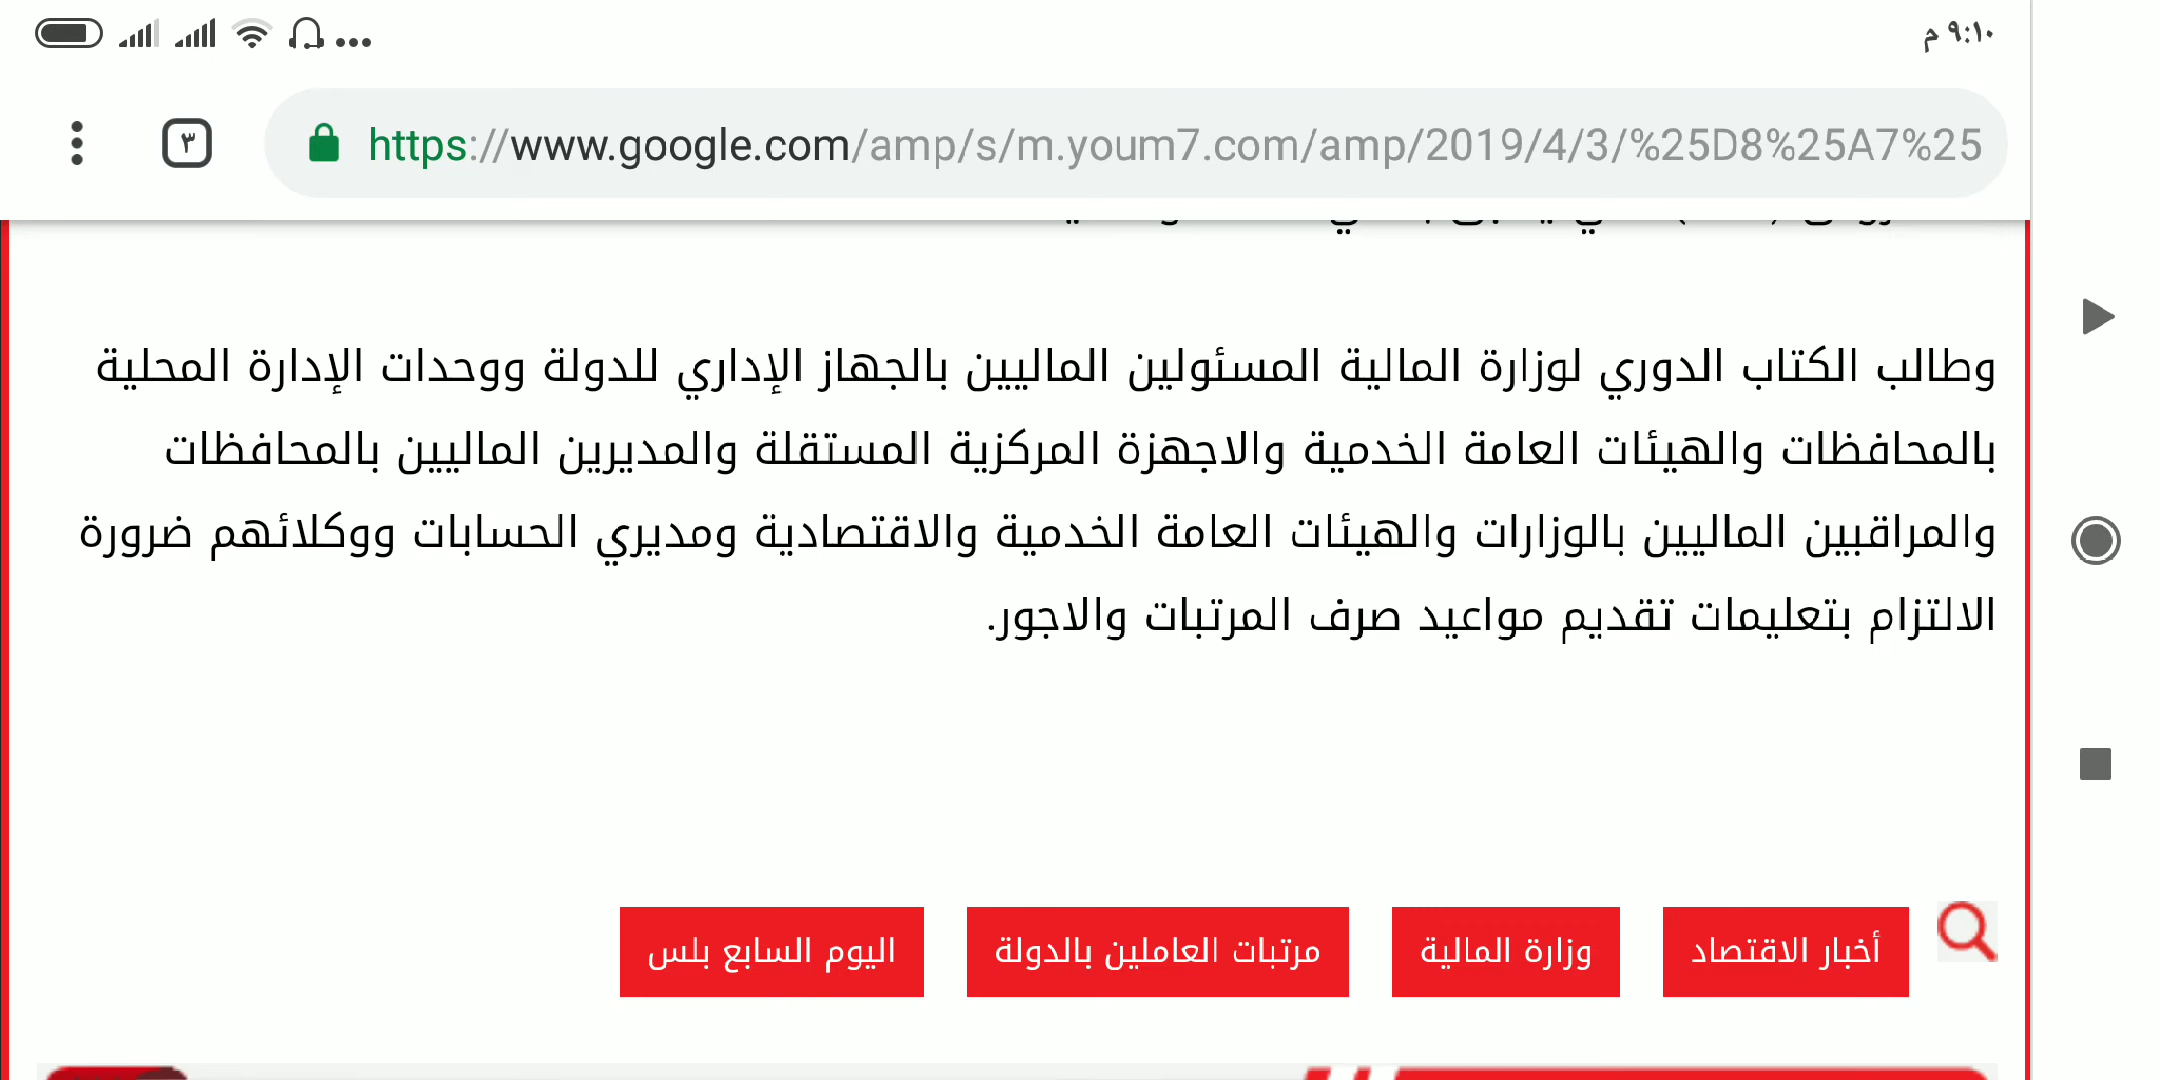 ٩:١٠ م
٣
https://www.google.com/amp/s/m.youm7.com/amp/2019/4/3/%25D8%25A7%25
وطالب الكتاب الدوري لوزارة المالية المسئولين الماليين بالجهاز الإداري للدولة ووحدات الإدارة المحلية
بالمحافظات والهيئات العامة الخدمية والاجهزة المركزية المستقلة والمديرين الماليين بالمحافظات
والمراقبين الماليين بالوزارات والهيئات العامة الخدمية والاقتصادية ومديري الحسابات ووكلائهم ضرورة
الالتزام بتعليمات تقديم مواعيد صرف المرتبات والاجور.
أخبار الاقتصاد
وزارة المالية
مرتبات العاملين بالدولة
اليوم السابع بلس